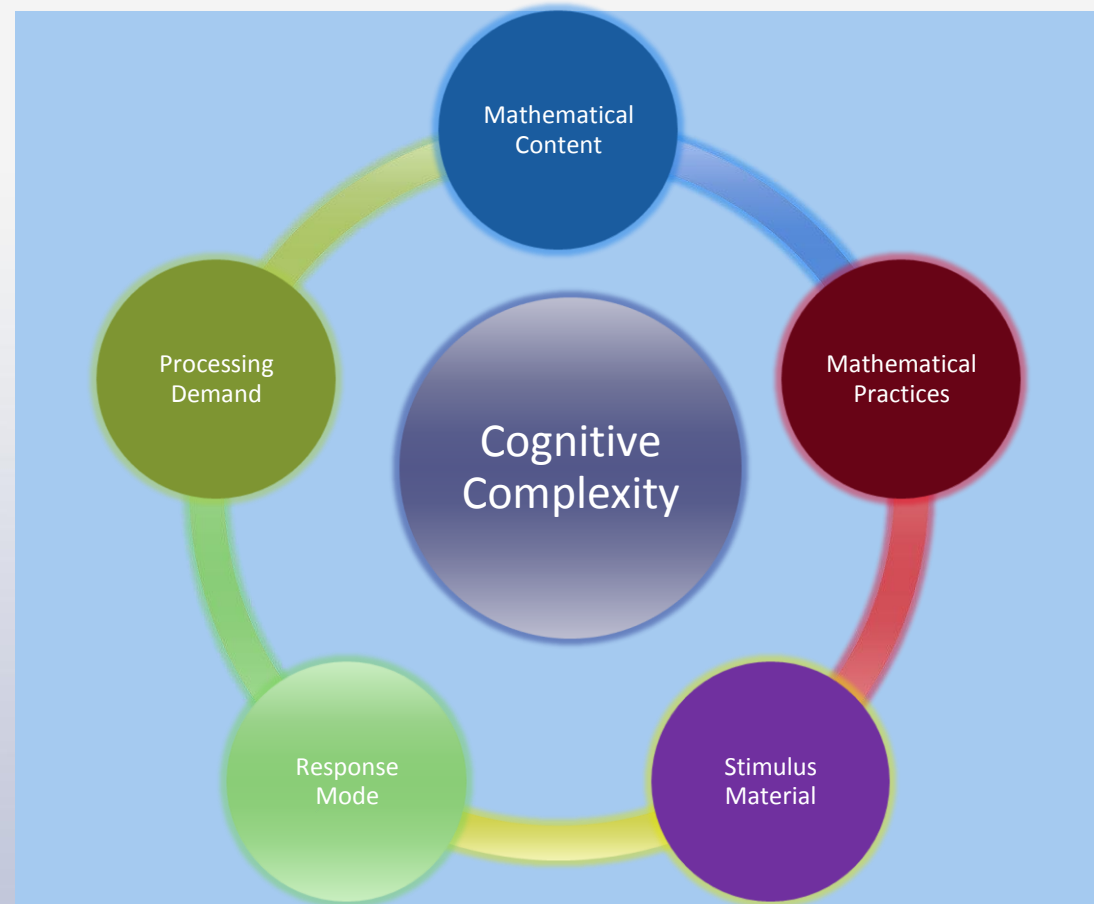 Mathematical
Content
Mathematical
Practices
Stimulus
Material
Response
Mode
Processing
Demand
Cognitive
Complexity